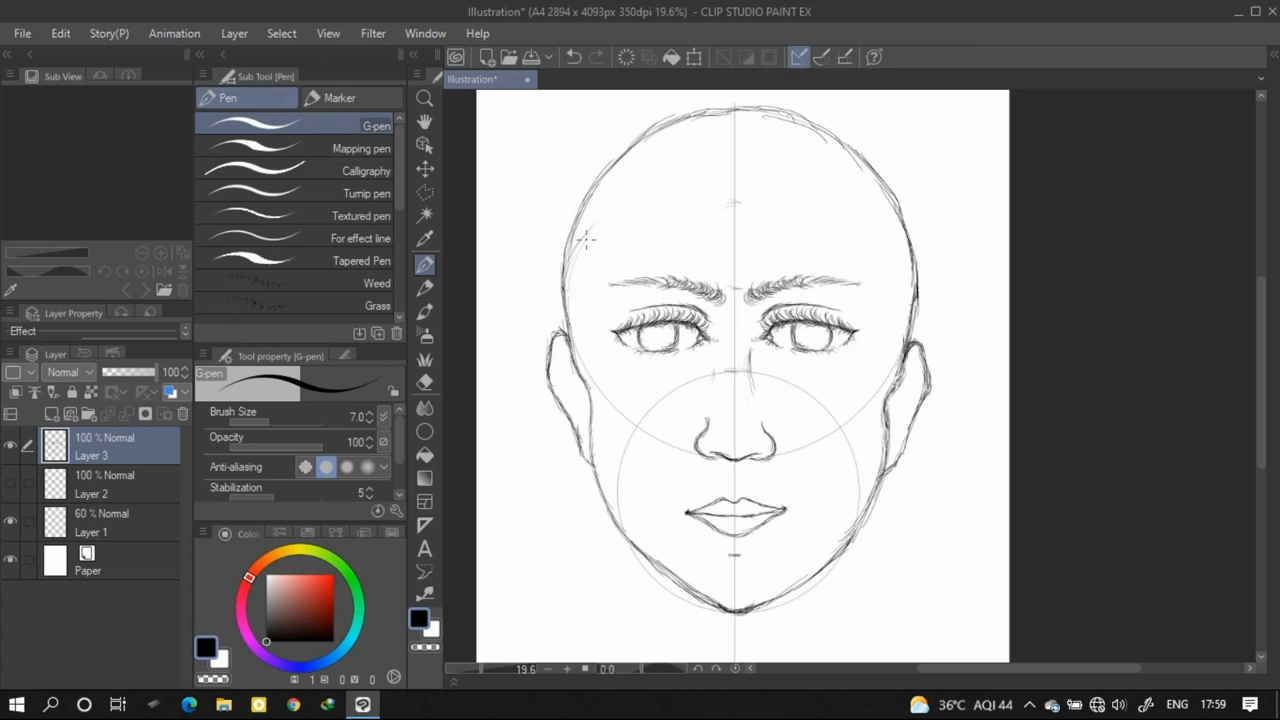 Illustration* (A4 2894 x 4093px 350dpi 19.6%) - CLIP STUDIO PAINT EX
File Edit Story(P) Animation Layer Select View Filter Window Help
Sub View
Sub Tool [Pen]
Illustration*
Pen
Marker
G-pen
Mapping pen
Calligraphy
Turnip pen
Textured pen
For effect line
Tapered Pen
Weed
Grass
Layer Property
Effect
Layer
Normal
100
100 % Normal
Layer 3
100 % Normal
Layer 2
60 % Normal
Layer 1
Paper
Tool property [G-pen]
G-pen
Brush Size 7.0
Opacity 100
Anti-aliasing
Stabilization 5
Color
1 0 0
19.6
0.0
36°C AQI 44
ENG
17:59